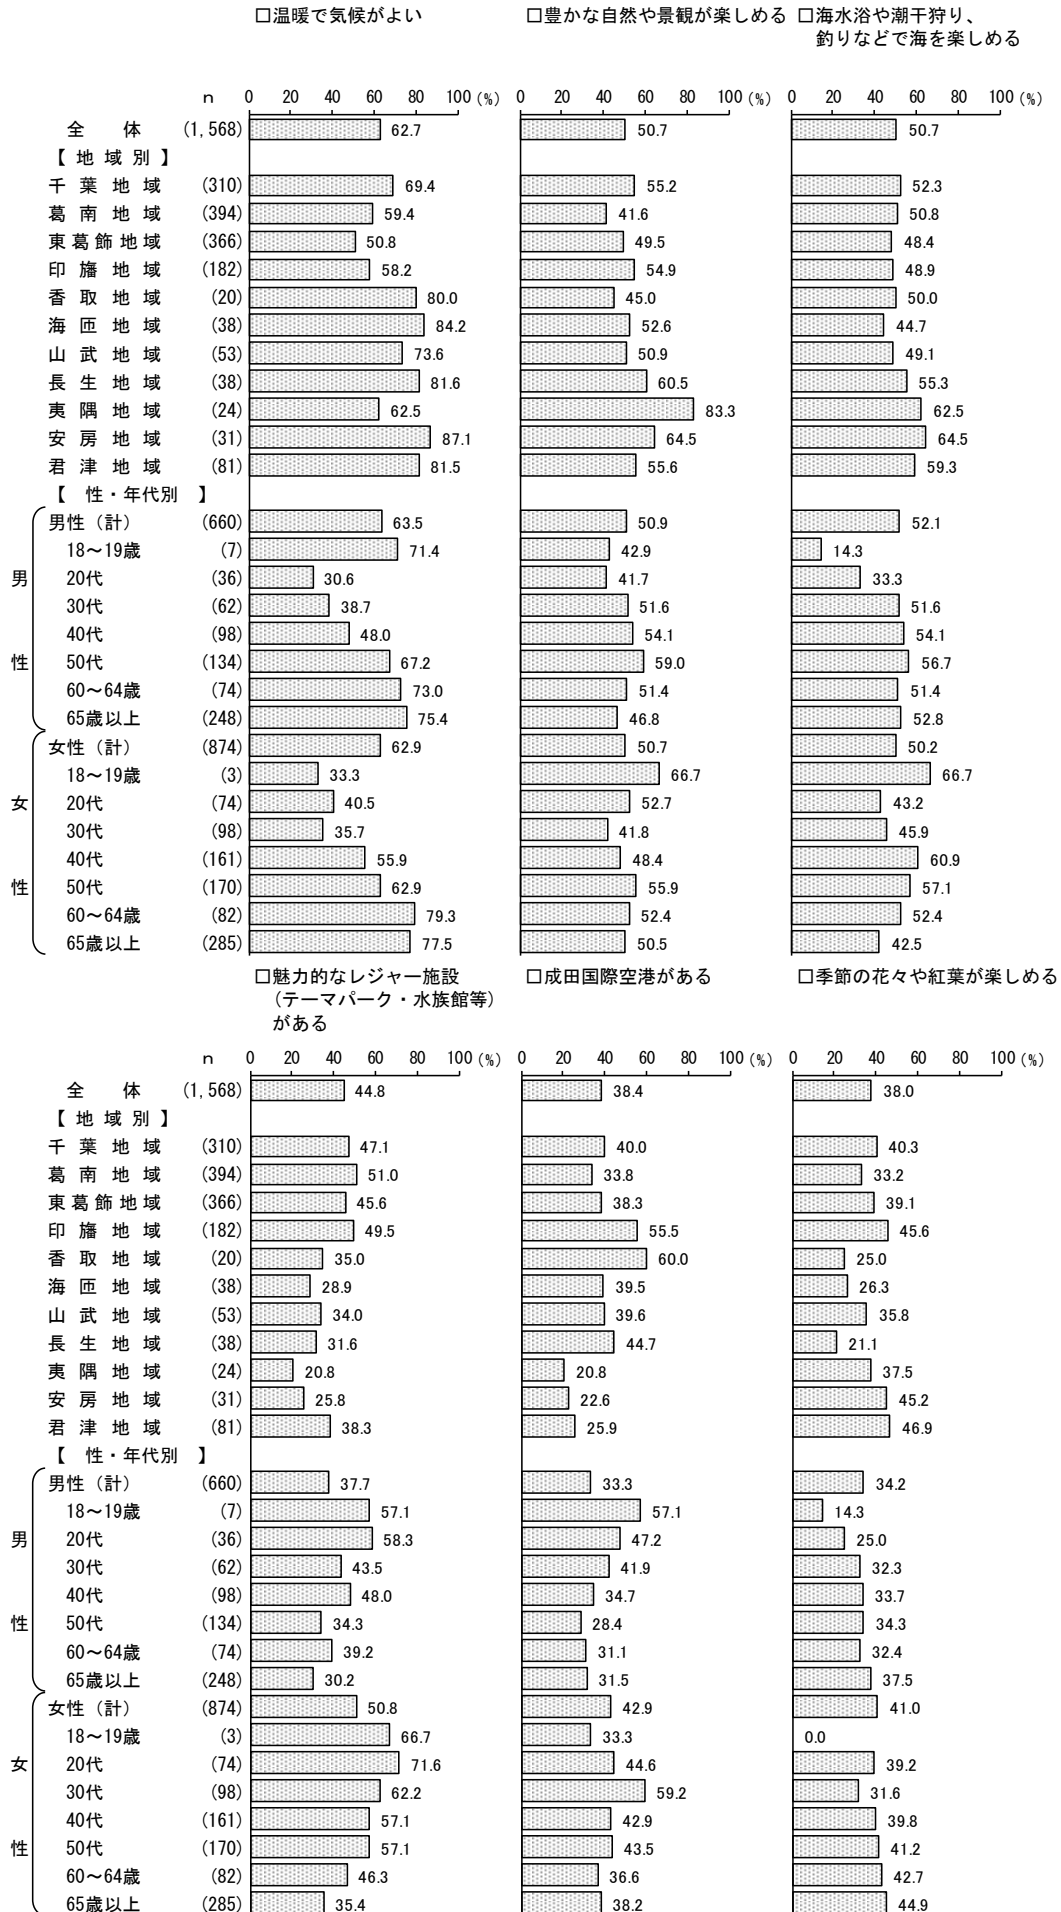 □温暖で気候がよい □豊かな自然や景観が楽しめる □海水浴や潮干狩り、
釣りなどで海を楽しめる
n 0 20 40 60 80 100 (%) 0 20 40 60 80 100 (%) 0 20 40 60 80 100 (%)
全体 (1,568) 62.7 50.7 50.7
【地域別】
千葉地域 (310) 69.4 55.2 52.3
葛南地域 (394) 59.4 41.6 50.8
東葛飾地域 (366) 50.8 49.5 48.4
印旛地域 (182) 58.2 54.9 48.9
香取地域 (20) 80.0 45.0 50.0
海匝地域 (38) 84.2 52.6 44.7
山武地域 (53) 73.6 50.9 49.1
長生地域 (38) 81.6 60.5 55.3
夷隅地域 (24) 62.5 83.3 62.5
安房地域 (31) 87.1 64.5 64.5
君津地域 (81) 81.5 55.6 59.3
【 性・年代別 】
男性（計） (660) 63.5 50.9 52.1
18～19歳 (7) 71.4 42.9 14.3
男 20代 (36) 30.6 41.7 33.3
30代 (62) 38.7 51.6 51.6
40代 (98) 48.0 54.1 54.1
性 50代 (134) 67.2 59.0 56.7
60～64歳 (74) 73.0 51.4 51.4
65歳以上 (248) 75.4 46.8 52.8
女性（計） (874) 62.9 50.7 50.2
18～19歳 (3) 33.3 66.7 66.7
女 20代 (74) 40.5 52.7 43.2
30代 (98) 35.7 41.8 45.9
40代 (161) 55.9 48.4 60.9
性 50代 (170) 62.9 55.9 57.1
60～64歳 (82) 79.3 52.4 52.4
65歳以上 (285) 77.5 50.5 42.5
□魅力的なレジャー施設 □成田国際空港がある □季節の花々や紅葉が楽しめる
（テーマパーク・水族館等）
がある
n 0 20 40 60 80 100 (%) 0 20 40 60 80 100 (%) 0 20 40 60 80 100 (%)
全体 (1,568) 44.8 38.4 38.0
【地域別】
千葉地域 (310) 47.1 40.0 40.3
葛南地域 (394) 51.0 33.8 33.2
東葛飾地域 (366) 45.6 38.3 39.1
印旛地域 (182) 49.5 55.5 45.6
香取地域 (20) 35.0 60.0 25.0
海匝地域 (38) 28.9 39.5 26.3
山武地域 (53) 34.0 39.6 35.8
長生地域 (38) 31.6 44.7 21.1
夷隅地域 (24) 20.8 20.8 37.5
安房地域 (31) 25.8 22.6 45.2
君津地域 (81) 38.3 25.9 46.9
【 性・年代別 】
男性（計） (660) 37.7 33.3 34.2
18～19歳 (7) 57.1 57.1 14.3
男 20代 (36) 58.3 47.2 25.0
30代 (62) 43.5 41.9 32.3
40代 (98) 48.0 34.7 33.7
性 50代 (134) 34.3 28.4 34.3
60～64歳 (74) 39.2 31.1 32.4
65歳以上 (248) 30.2 31.5 37.5
女性（計） (874) 50.8 42.9 41.0
18～19歳 (3) 66.7 33.3 0.0
女 20代 (74) 71.6 44.6 39.2
30代 (98) 62.2 59.2 31.6
40代 (161) 57.1 42.9 39.8
性 50代 (170) 57.1 43.5 41.2
60～64歳 (82) 46.3 36.6 42.7
65歳以上 (285) 35.4 38.2 44.9